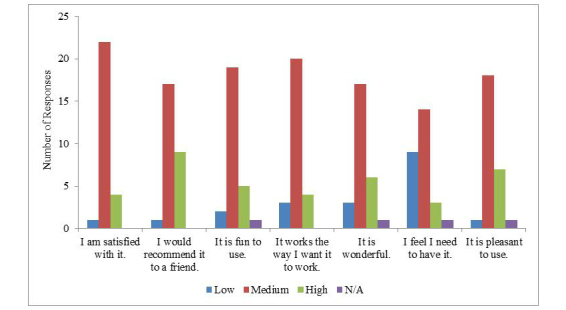 25
20
15
10
5
0
Number of Responses
I am satisfied
with it.
I would
recommend it
to a friend.
It is fun to
use.
It works the
way I want it
to work.
It is
wonderful.
I feel I need
to have it.
It is pleasant
to use.
Low Medium High N/A